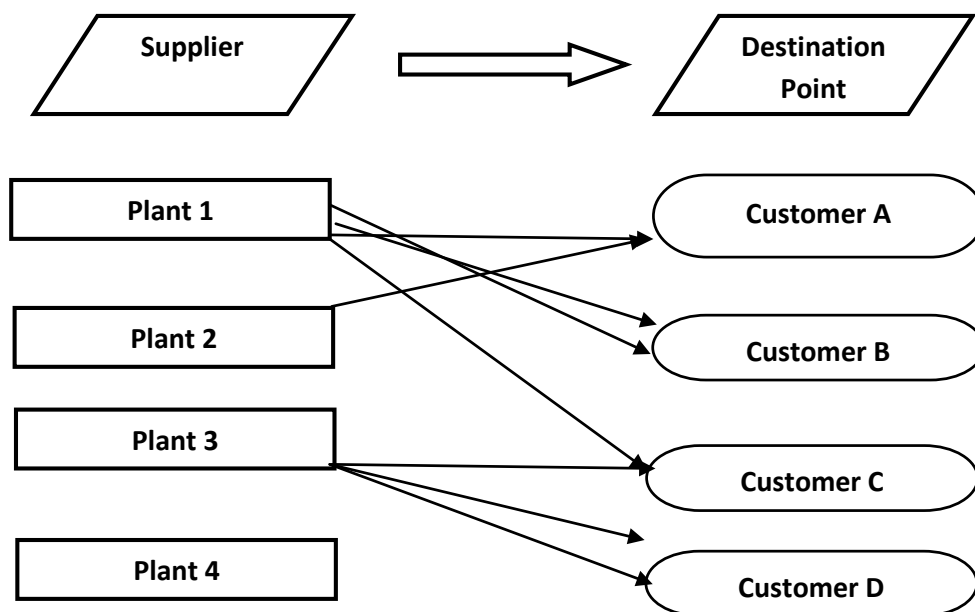 Supplier
Destination
Point
Plant 1
Customer A
Plant 2
Customer B
Plant 3
Customer C
Plant 4
Customer D